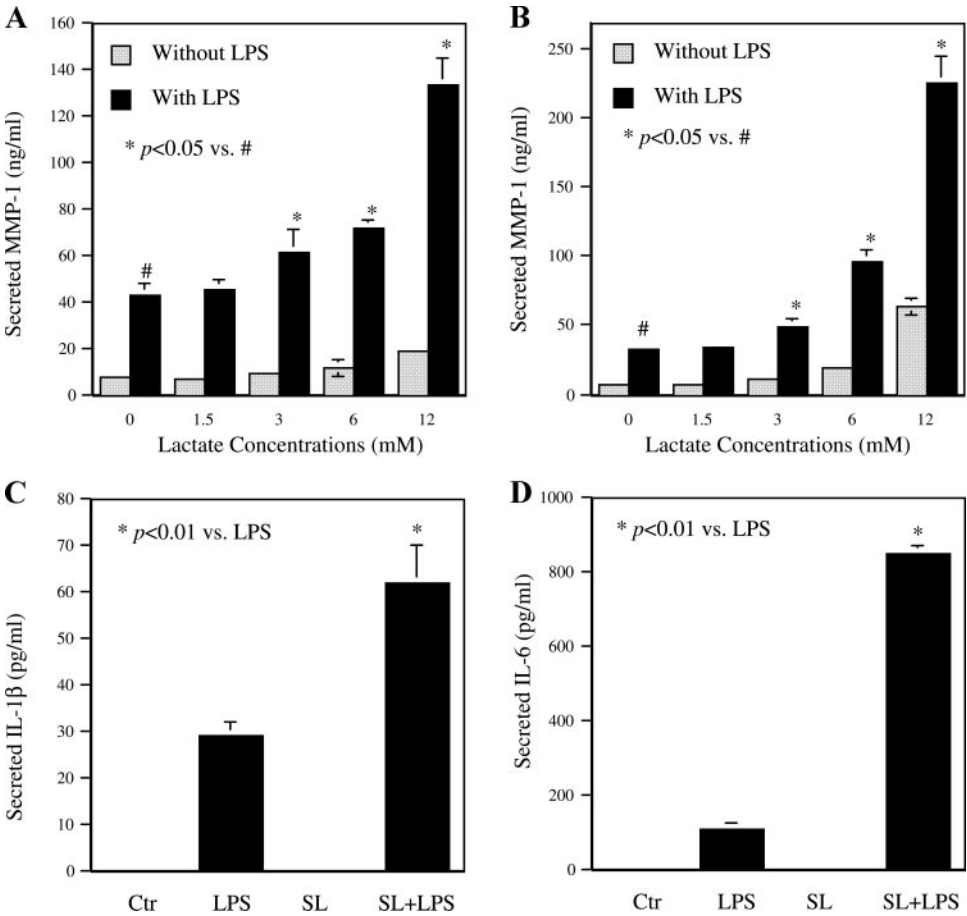 A
Secreted MMP-1 (ng/ml)
160
140
120
100
80
60
40
20
0
Without LPS
With LPS
* p<0.05 vs. #
#
*
*
*
0 1.5 3 6 12
Lactate Concentrations (mM)
B
Secreted MMP-1 (ng/ml)
250
200
150
100
50
0
Without LPS
With LPS
* p<0.05 vs. #
#
*
*
*
0 1.5 3 6 12
Lactate Concentrations (mM)
C
Secreted IL-1β (pg/ml)
80
70
60
50
40
30
20
10
0
* p<0.01 vs. LPS
*
Ctr LPS SL SL+LPS
D
Secreted IL-6 (pg/ml)
1000
800
600
400
200
0
* p<0.01 vs. LPS
*
Ctr LPS SL SL+LPS